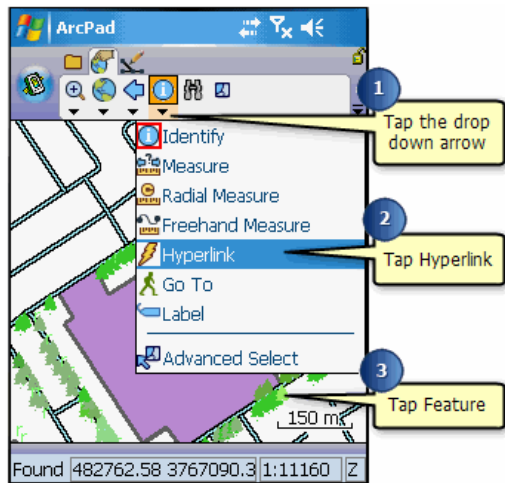 ArcPad
1
Tap the drop
down arrow
Identify
Measure
Radial Measure
Freehand Measure
Hyperlink
2
Tap Hyperlink
Go To
Label
Advanced Select
3
Tap Feature
150 m
Found 482762.58 3767090.3 1:11160 Z